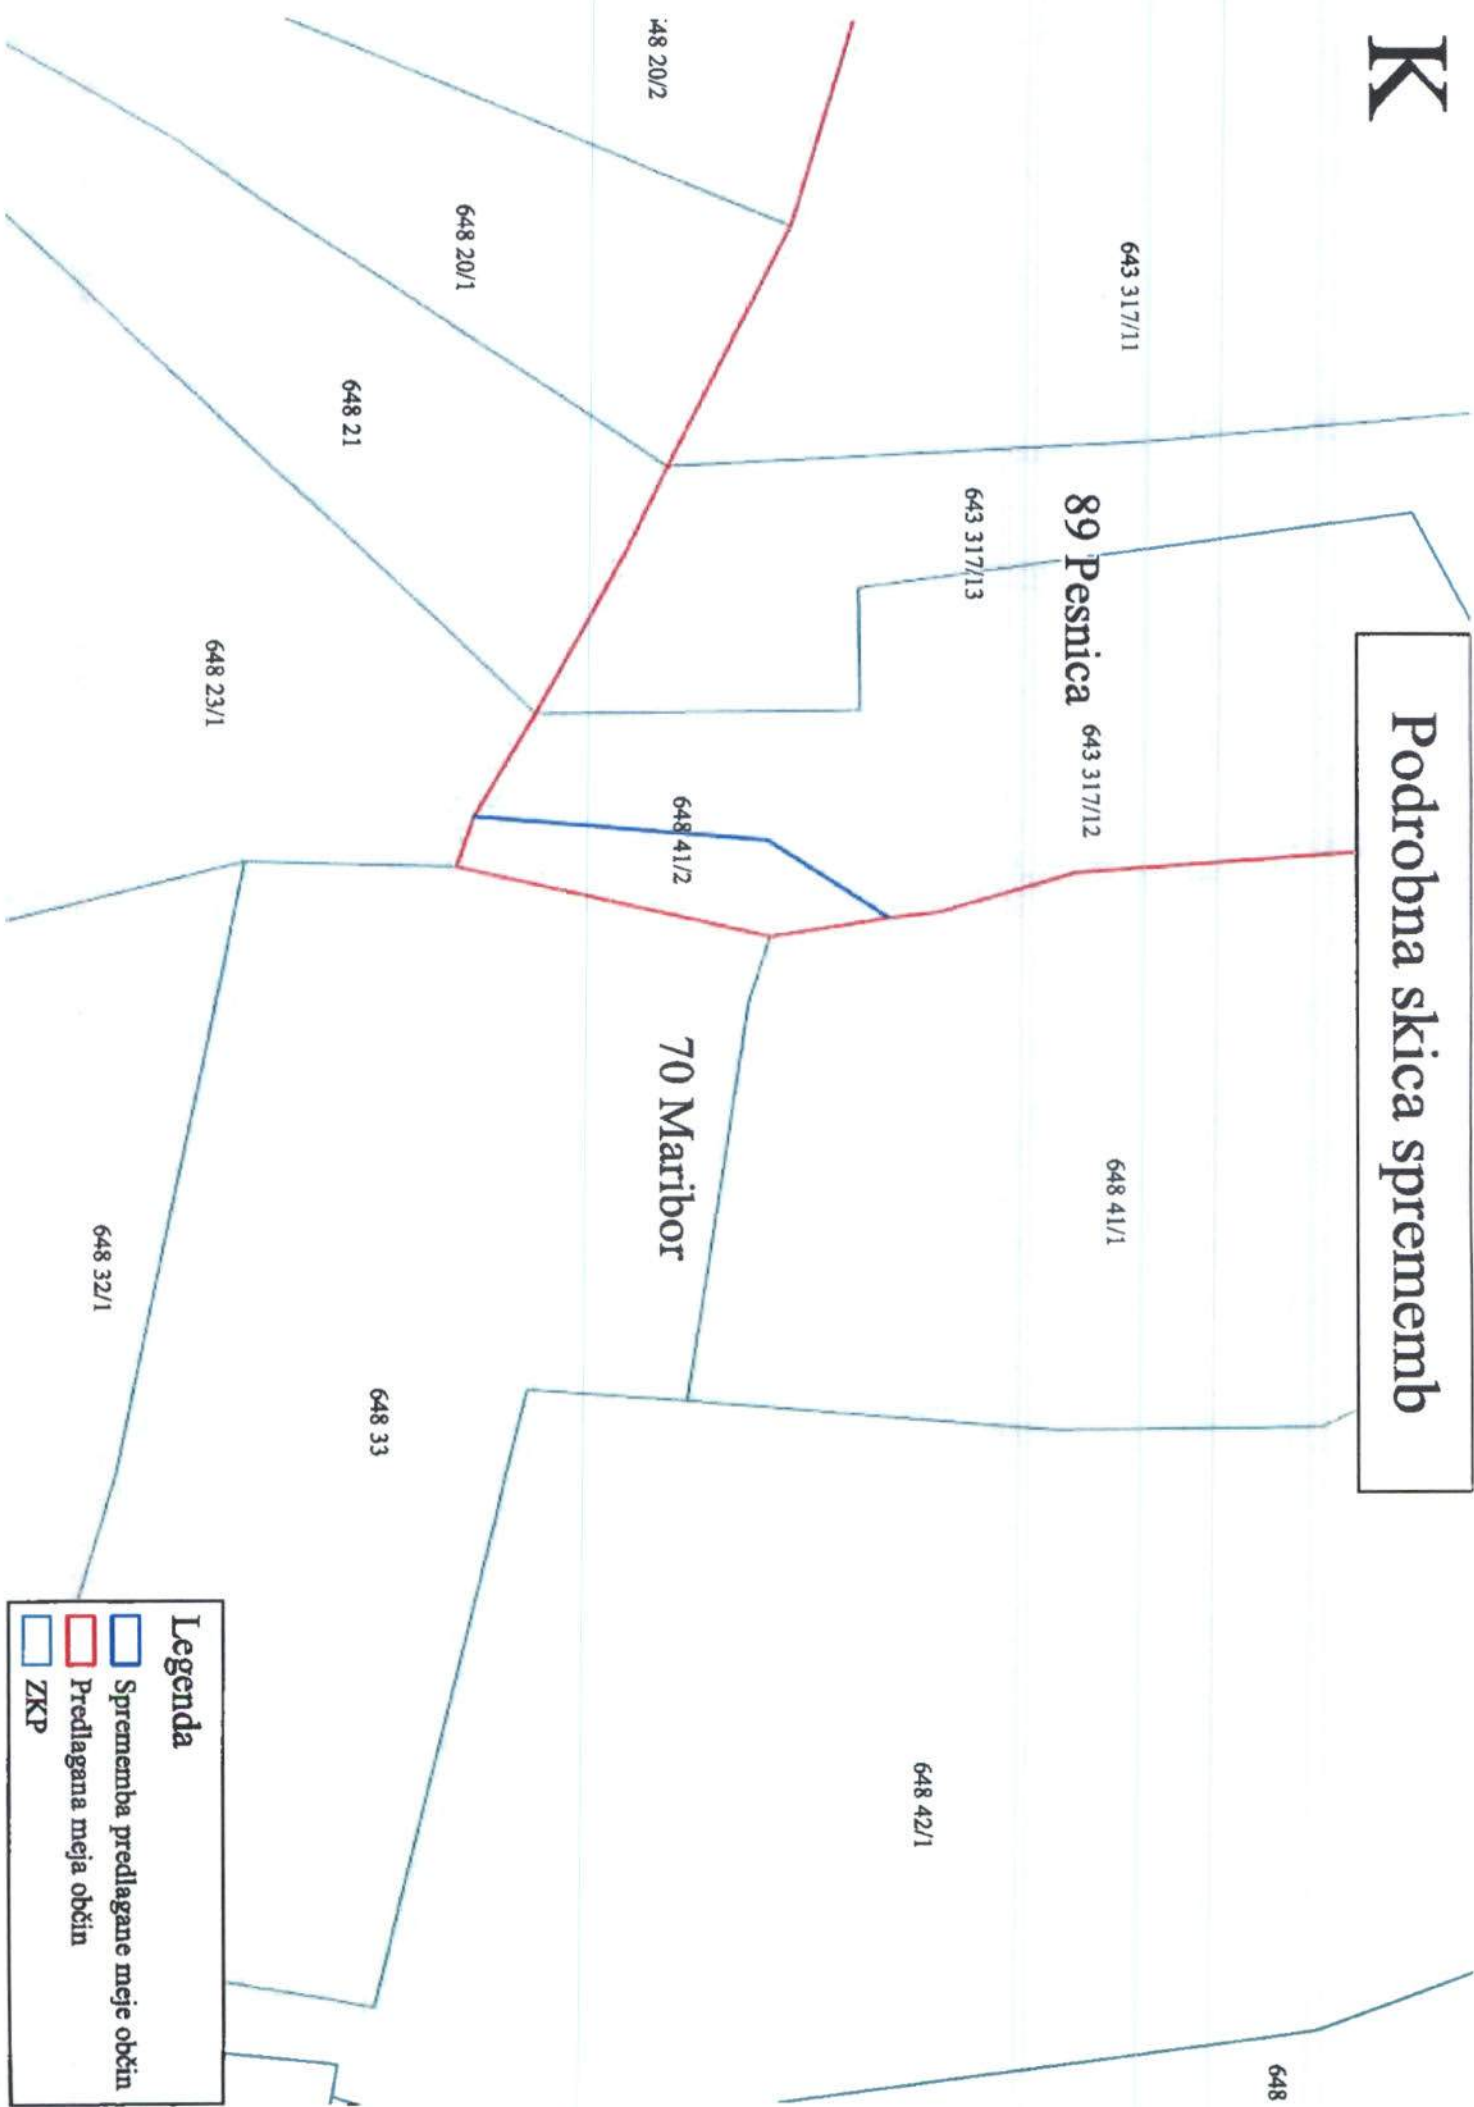 K
Podrobna skica sprememb
643 317/11
89 Pesnica
643 317/12
643 317/13
48 20/2
648 20/1
648 21
648 23/1
648 41/2
648 41/1
70 Maribor
648 33
648 32/1
648 42/1
648
Legenda
Sprememba predlagane meje občin
Predlagana meja občin
ZKP